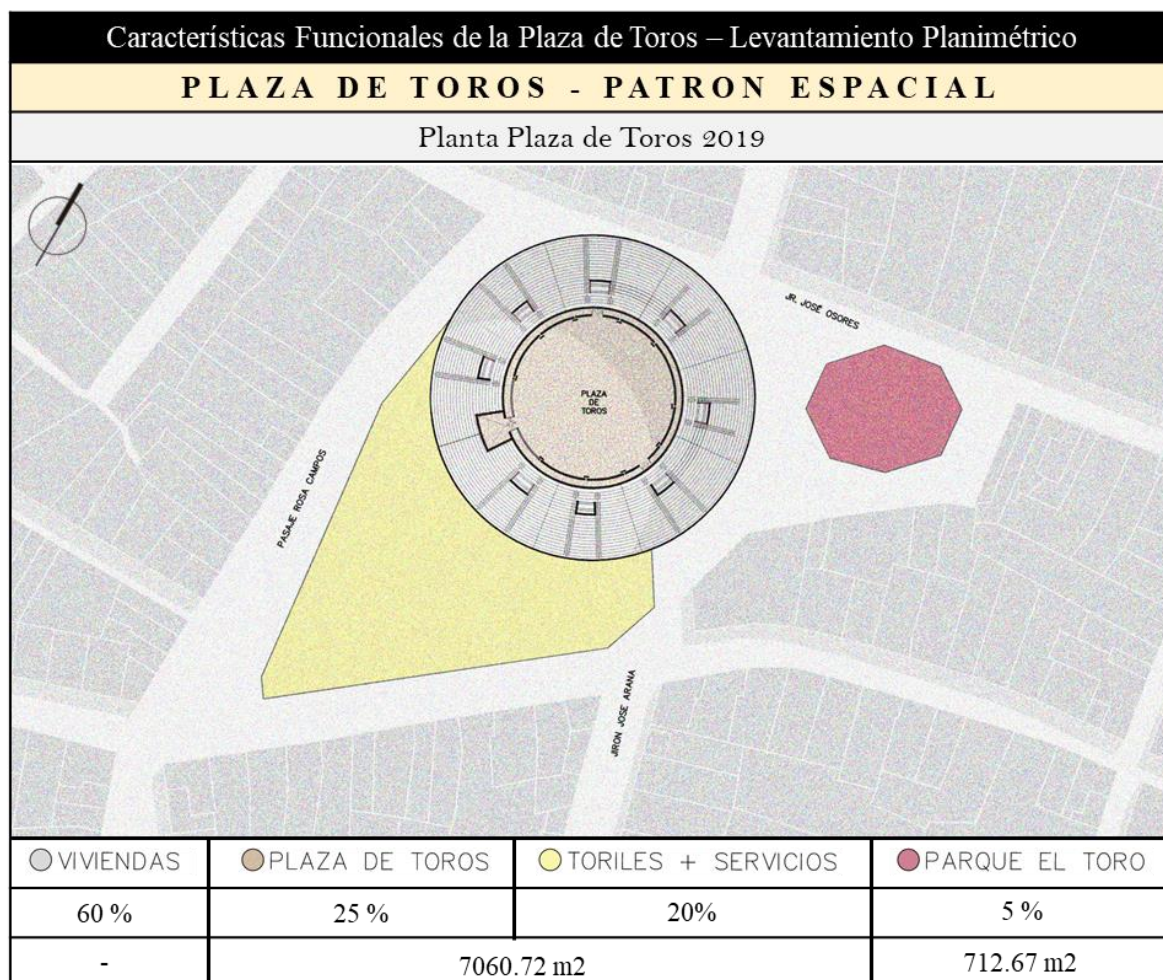 Características Funcionales de la Plaza de Toros – Levantamiento Planimétrico
PLAZA DE TOROS - PATRON ESPACIAL
Planta Plaza de Toros 2019
JR. JOSÉ OSORES
PLAZA
DE
TOROS
PASAJE ROSA CAMPOS
JIRON JOSE ARANA
VIVIENDAS
PLAZA DE TOROS
TORILES + SERVICIOS
PARQUE EL TORO
60 %
25 %
20%
5 %
-
7060.72 m2
712.67 m2